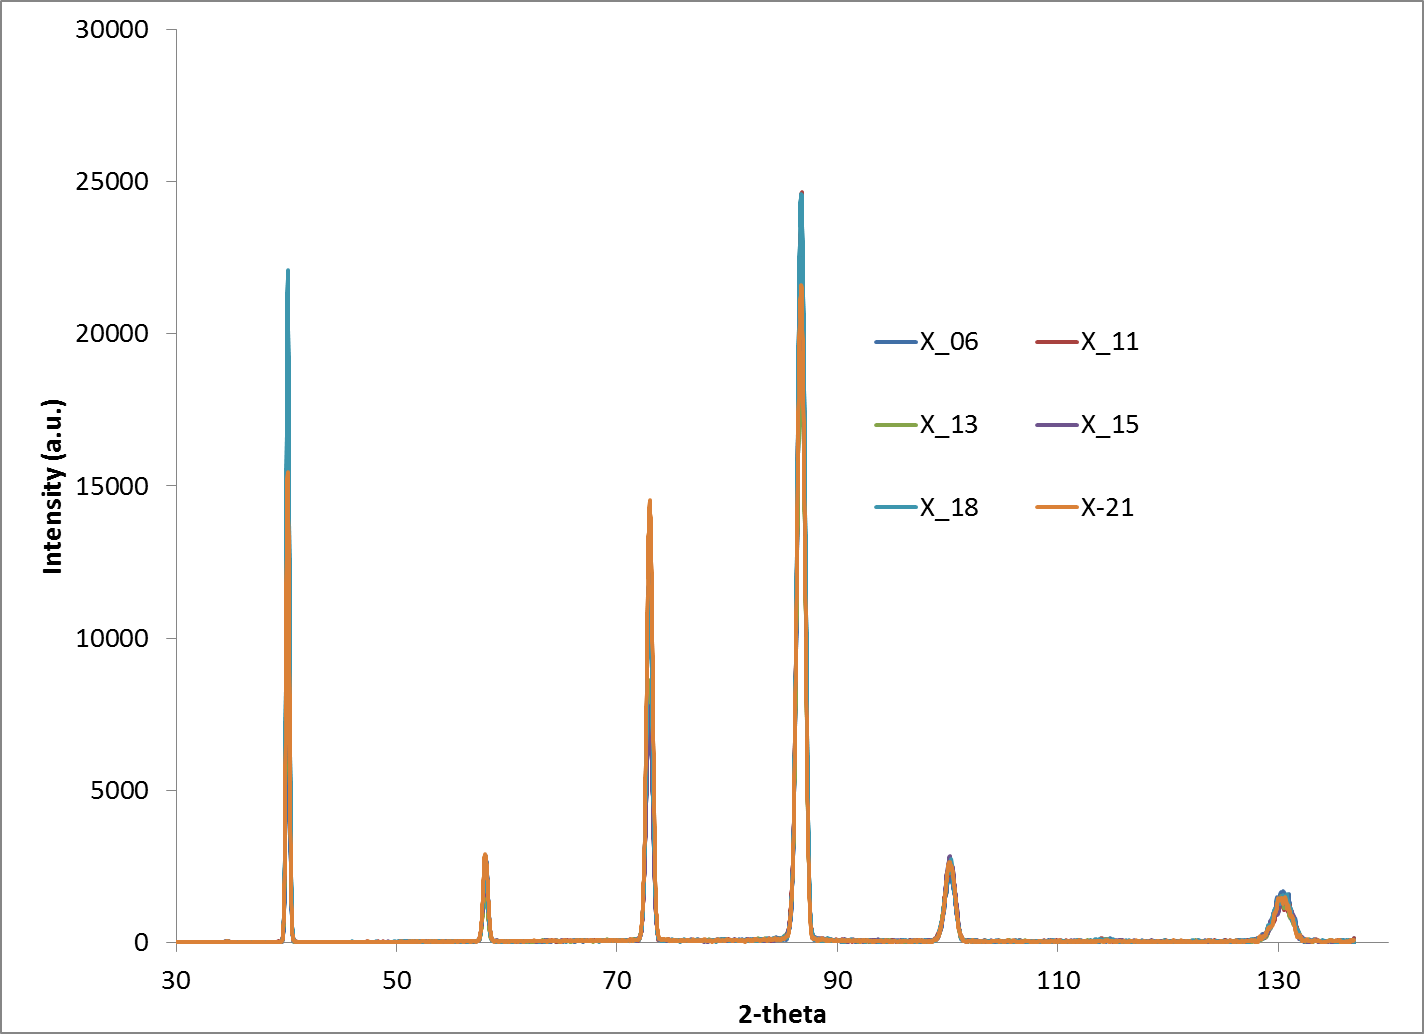 30000
25000
20000
15000
10000
5000
0
Intensity (a.u.)
X_06 X_11
X_13 X_15
X_18 X-21
30 50 70 90 110 130
2-theta